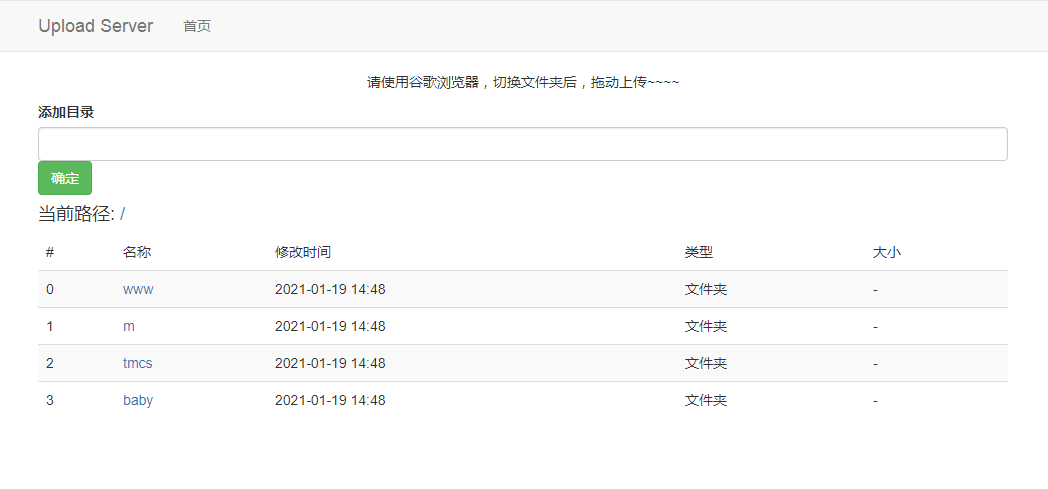 Upload Server 首页
请使用谷歌浏览器，切换文件夹后，拖动上传~~~~
添加目录
确定
当前路径: /
# 名称 修改时间 类型 大小
0 www 2021-01-19 14:48 文件夹 -
1 m 2021-01-19 14:48 文件夹 -
2 tmcs 2021-01-19 14:48 文件夹 -
3 baby 2021-01-19 14:48 文件夹 -